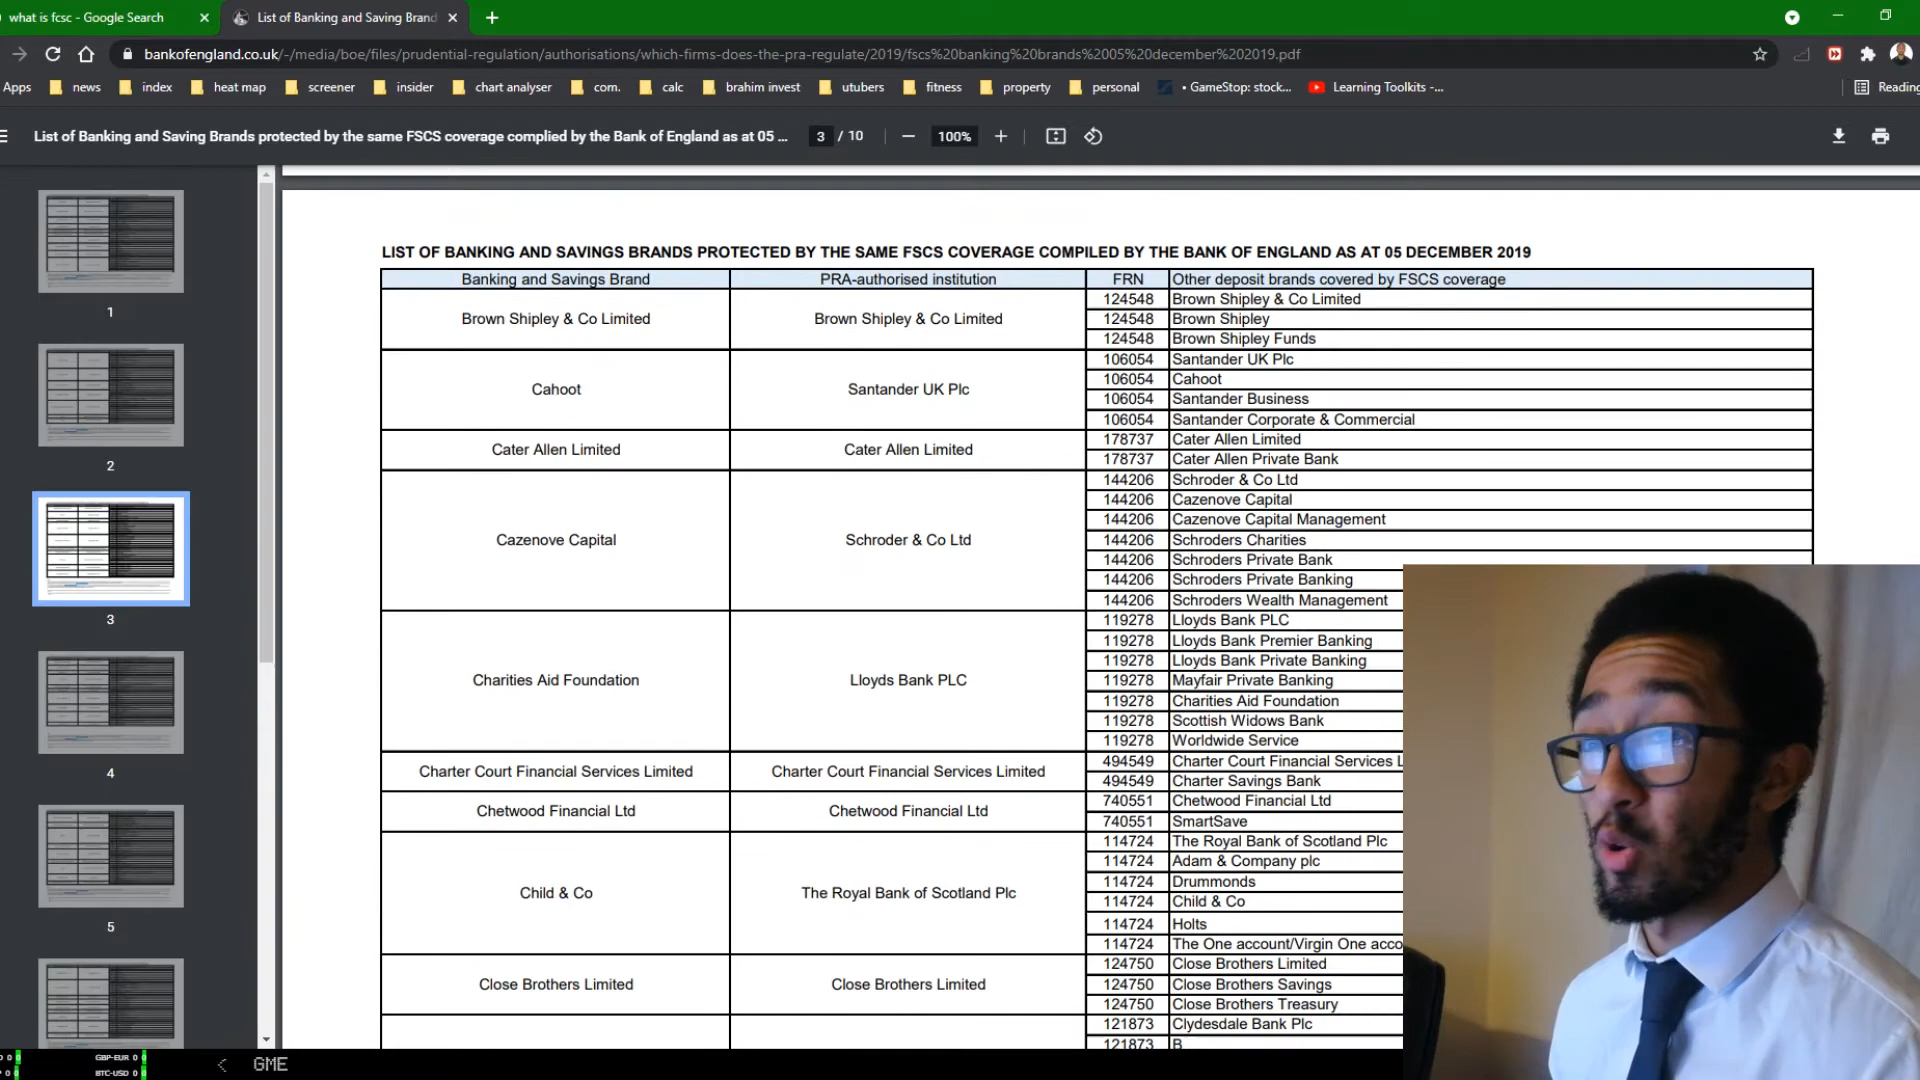 what is fcsc - Google Search
List of Banking and Saving Brand
bankofengland.co.uk/-/media/boe/files/prudential-regulation/authorisations/which-firms-does-the-pra-regulate/2019/fscs%20banking%20brands%2005%20december%202019.pdf
Apps news index heat map screener insider chart analyser com. calc brahim invest utubers fitness property personal • GameStop: stock... Learning Toolkits -... Reading
List of Banking and Saving Brands protected by the same FSCS coverage complied by the Bank of England as at 05 ... 3 / 10 100%
1
2
3
4
5
LIST OF BANKING AND SAVINGS BRANDS PROTECTED BY THE SAME FSCS COVERAGE COMPILED BY THE BANK OF ENGLAND AS AT 05 DECEMBER 2019
Banking and Savings Brand PRA-authorised institution FRN Other deposit brands covered by FSCS coverage
Brown Shipley & Co Limited Brown Shipley & Co Limited
124548 Brown Shipley & Co Limited
124548 Brown Shipley
124548 Brown Shipley Funds
Cahoot Santander UK Plc
106054 Santander UK Plc
106054 Cahoot
106054 Santander Business
106054 Santander Corporate & Commercial
Cater Allen Limited Cater Allen Limited
178737 Cater Allen Limited
178737 Cater Allen Private Bank
Cazenove Capital Schroder & Co Ltd
144206 Schroder & Co Ltd
144206 Cazenove Capital
144206 Cazenove Capital Management
144206 Schroders Charities
144206 Schroders Private Bank
144206 Schroders Private Banking
144206 Schroders Wealth Management
Charities Aid Foundation Lloyds Bank PLC
119278 Lloyds Bank PLC
119278 Lloyds Bank Premier Banking
119278 Lloyds Bank Private Banking
119278 Mayfair Private Banking
119278 Charities Aid Foundation
119278 Scottish Widows Bank
119278 Worldwide Service
Charter Court Financial Services Limited Charter Court Financial Services Limited
494549 Charter Court Financial Services L
494549 Charter Savings Bank
Chetwood Financial Ltd Chetwood Financial Ltd
740551 Chetwood Financial Ltd
740551 SmartSave
Child & Co The Royal Bank of Scotland Plc
114724 The Royal Bank of Scotland Plc
114724 Adam & Company plc
114724 Drummonds
114724 Child & Co
114724 Holts
114724 The One account/Virgin One acco
Close Brothers Limited Close Brothers Limited
124750 Close Brothers Limited
124750 Close Brothers Savings
124750 Close Brothers Treasury
121873 Clydesdale Bank Plc
121873 B
GBP-EUR 0 0
BTC-USD 0 0
GME